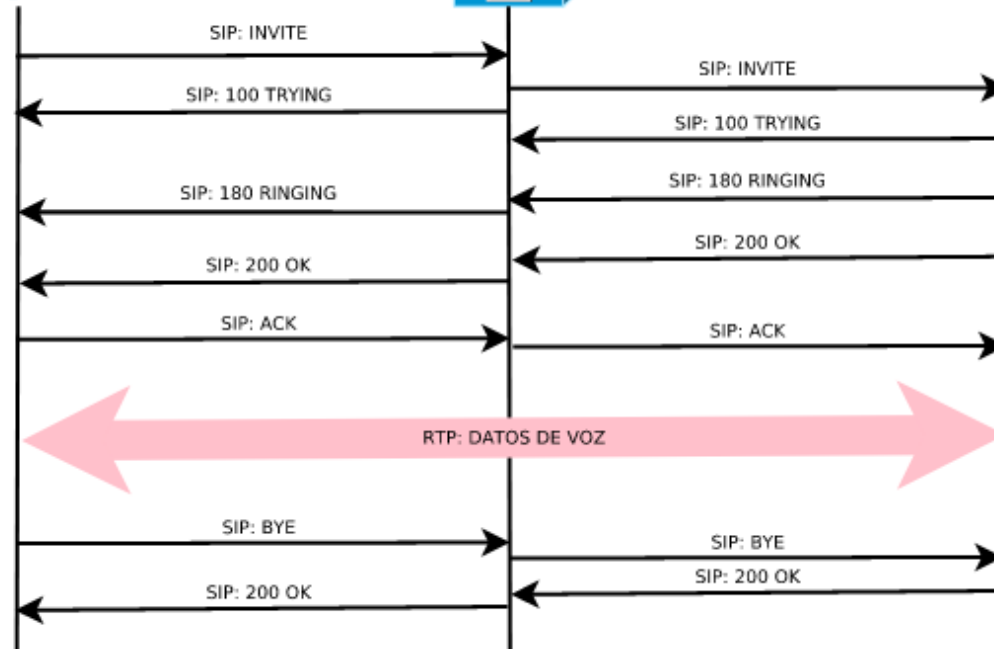 SIP: INVITE
SIP: INVITE
SIP: 100 TRYING
SIP: 100 TRYING
SIP: 180 RINGING
SIP: 180 RINGING
SIP: 200 OK
SIP: 200 OK
SIP: ACK
SIP: ACK
RTP: DATOS DE VOZ
SIP: BYE
SIP: BYE
SIP: 200 OK
SIP: 200 OK